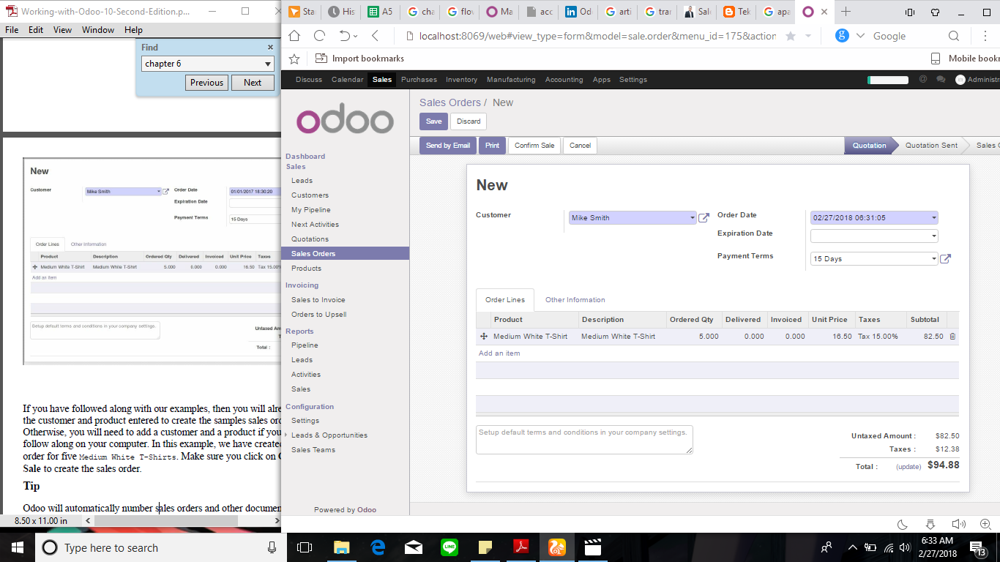 Working-with-Odoo-10-Second-Edition.p...
File Edit View Window Help
Find
chapter 6
Previous Next
New
Customer Mike Smith Order Date 01/01/2017 18:30:20
Expiration Date
Payment Terms 15 Days
Order Lines Other Information
Product Description Ordered Qty Delivered Invoiced Unit Price Taxes
Medium White T-Shirt Medium White T-Shirt 5.000 0.000 0.000 16.50 Tax 15.00%
Add an item
Setup default terms and conditions in your company settings.
Untaxed Am
T
Total :
If you have followed along with our examples, then you will alre
the customer and product entered to create the samples sales ord
Otherwise, you will need to add a customer and a product if you
follow along on your computer. In this example, we have created
order for five Medium White T-Shirts. Make sure you click on C
Sale to create the sales order.
Tip
Odoo will automatically number sales orders and other documen
8.50 x 11.00 in
Star His A5 cha flov Ma acc Od arti trar Sale Tek apa
localhost:8069/web#view_type=form&model=sale.order&menu_id=175&action
Google
Import bookmarks Mobile bookr
Discuss Calendar Sales Purchases Inventory Manufacturing Accounting Apps Settings Administra
odoo
Dashboard
Sales
Leads
Customers
My Pipeline
Next Activities
Quotations
Sales Orders
Products
Invoicing
Sales to Invoice
Orders to Upsell
Reports
Pipeline
Leads
Activities
Sales
Configuration
Settings
Leads & Opportunities
Sales Teams
Powered by Odoo
Sales Orders / New
Save Discard
Send by Email Print Confirm Sale Cancel Quotation Quotation Sent Sales O
New
Customer Mike Smith Order Date 02/27/2018 06:31:05
Expiration Date
Payment Terms 15 Days
Order Lines Other Information
Product Description Ordered Qty Delivered Invoiced Unit Price Taxes Subtotal
Medium White T-Shirt Medium White T-Shirt 5.000 0.000 0.000 16.50 Tax 15.00% 82.50
Add an item
Setup default terms and conditions in your company settings.
Untaxed Amount : $82.50
Taxes : $12.38
Total : (update) $94.88
Type here to search
LINE
6:33 AM
2/27/2018
13